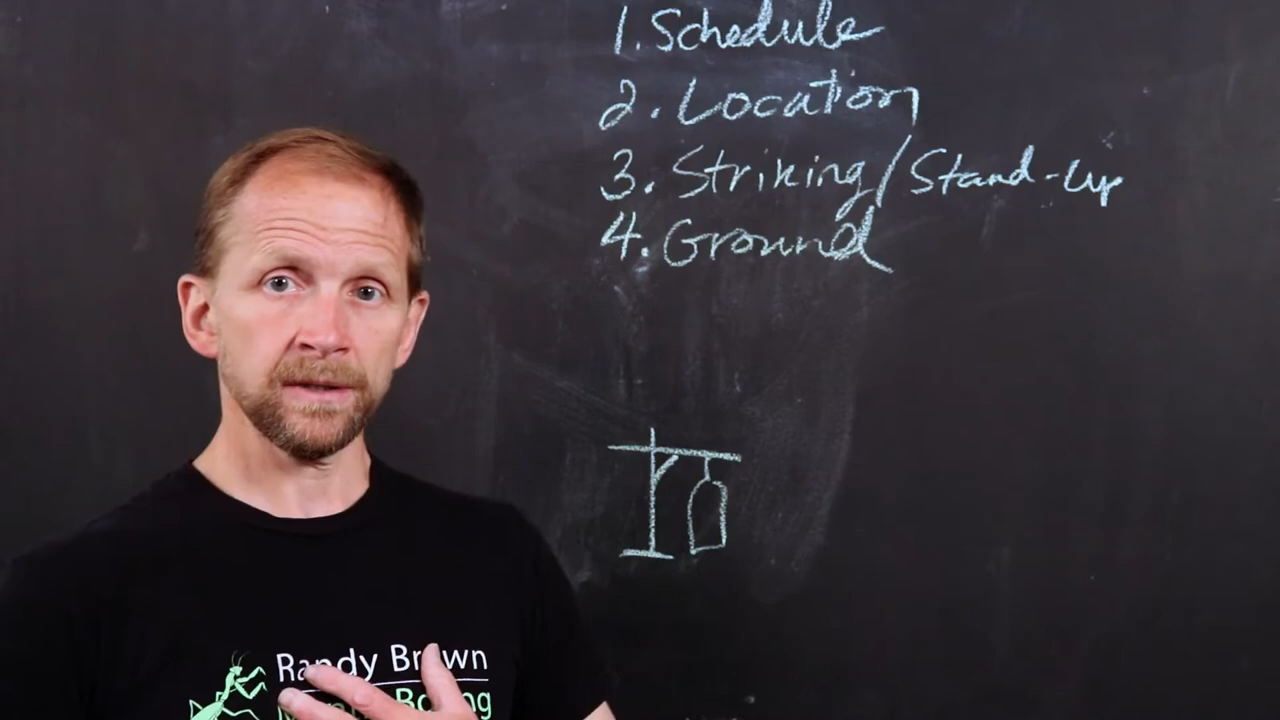 1. Schedule
2. Location
3. Striking/Stand-up
4. Ground
Randy Brown